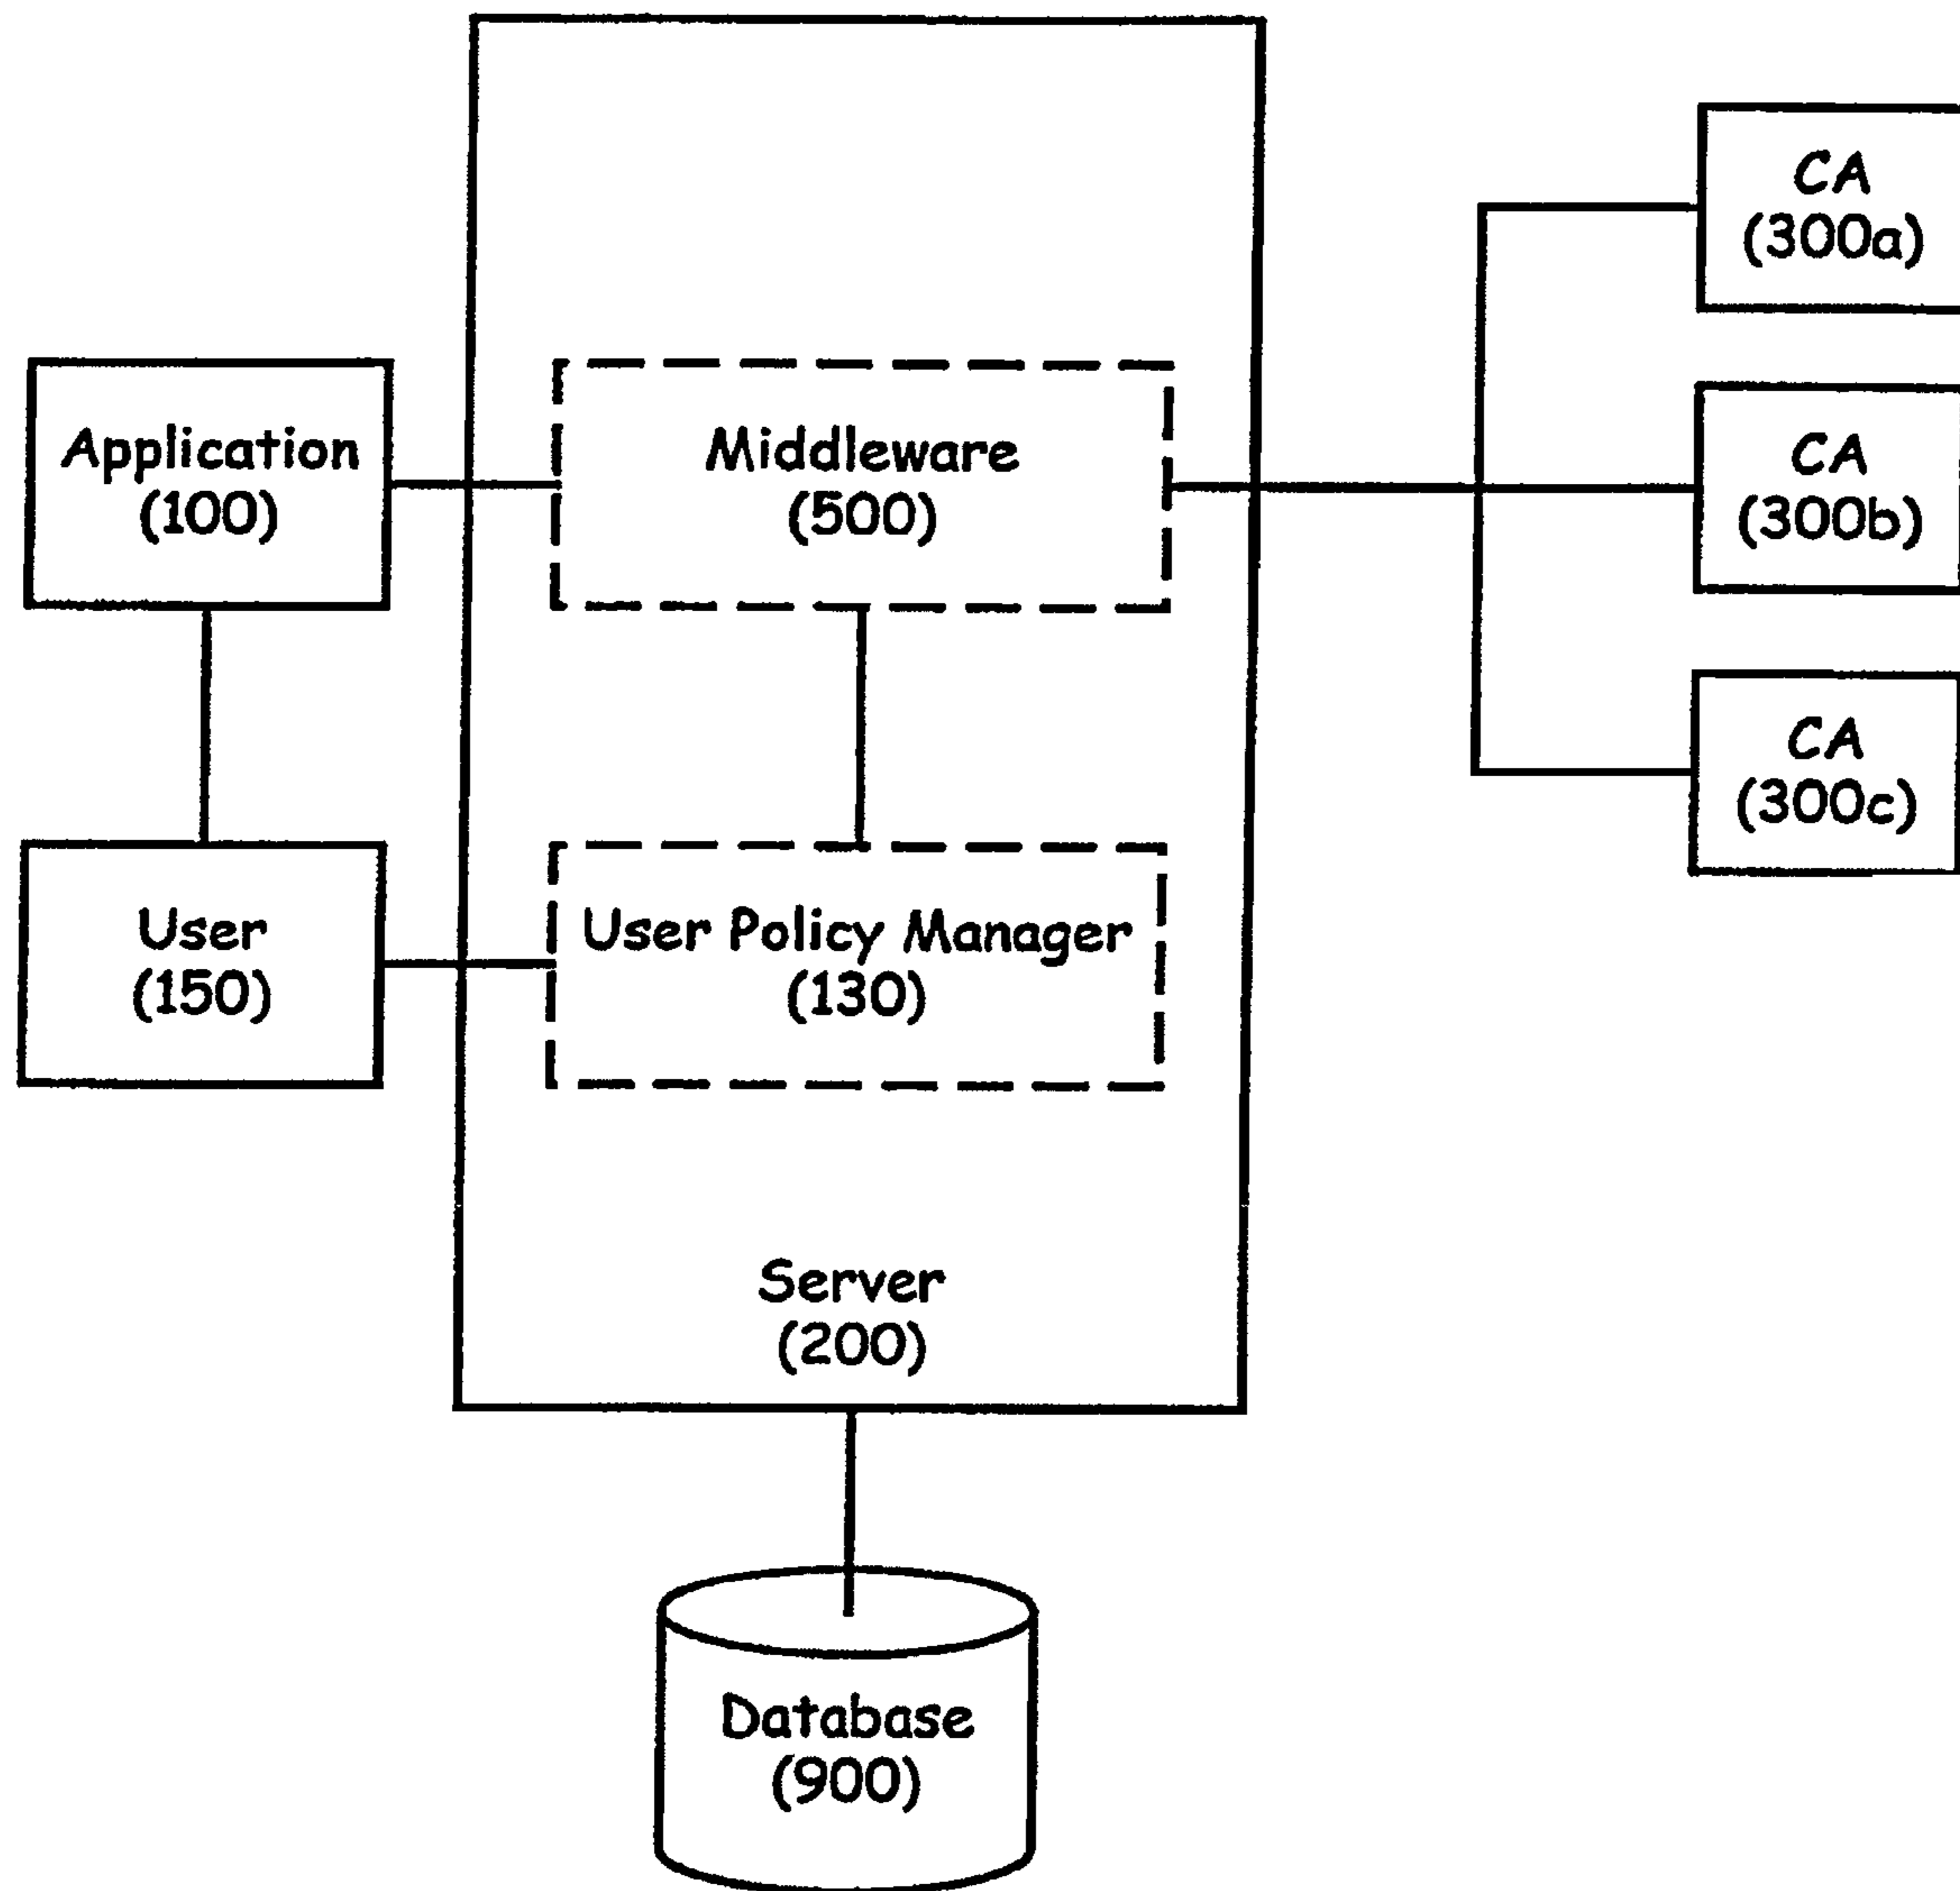 CA
(300a)
Application
(100)
Middleware
(500)
CA
(300b)
CA
(300c)
User
(150)
User Policy Manager
(130)
Server
(200)
Database
(900)